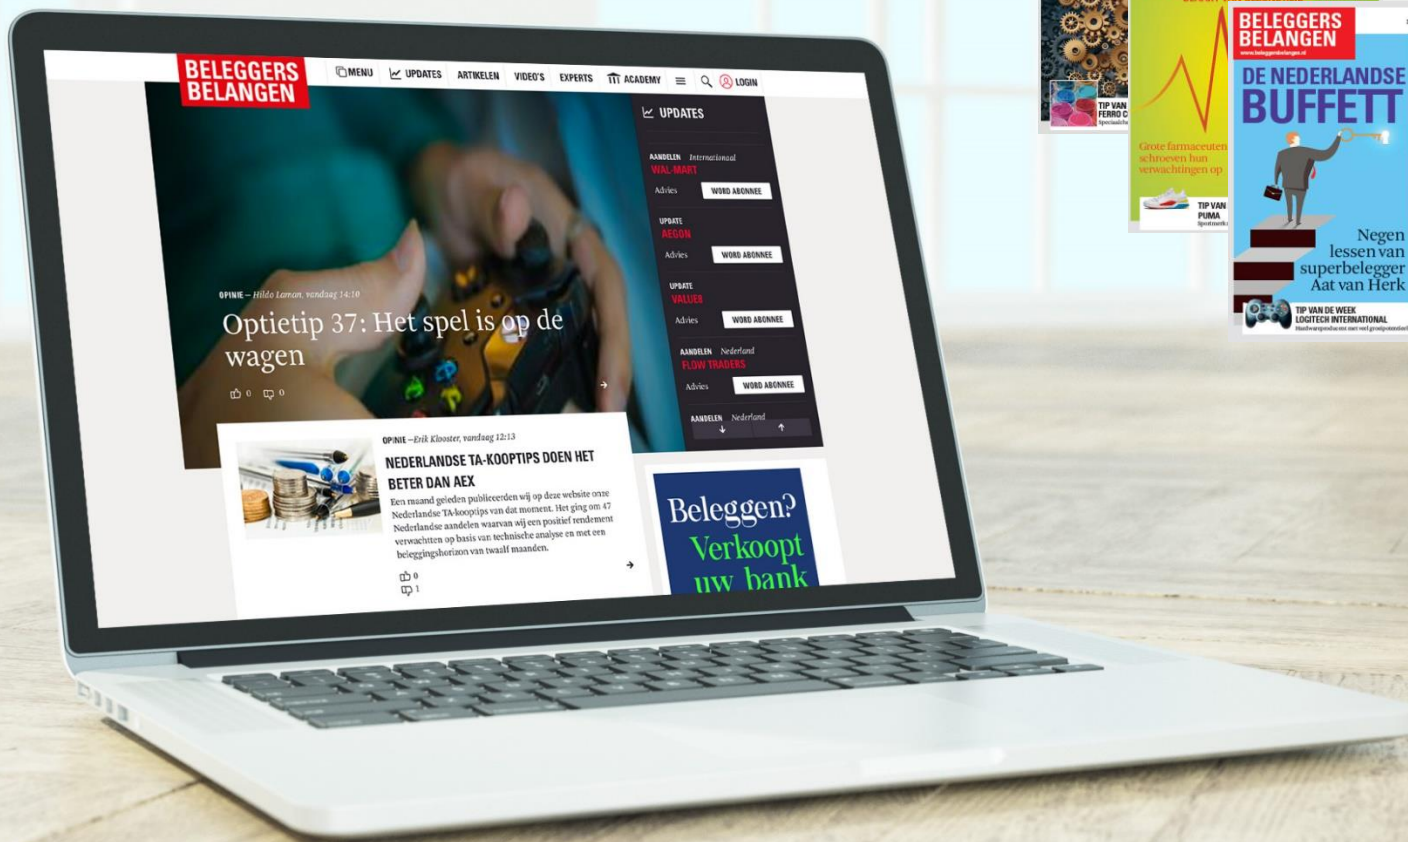 BELEGGERS
BELANGEN
MENU
UPDATES
ARTIKELEN
VIDEO'S
EXPERTS
ACADEMY
LOGIN
OPINIE — Hildo Laman, vandaag 14:10
Optietip 37: Het spel is op de
wagen
0 0
UPDATES
AANDELEN Internationaal
WAL-MART
Advies WORD ABONNEE
UPDATE
AEGON
Advies WORD ABONNEE
UPDATE
VALUE8
Advies WORD ABONNEE
AANDELEN Nederland
FLOW TRADERS
Advies WORD ABONNEE
AANDELEN Nederland
OPINIE —Erik Klooster, vandaag 12:13
NEDERLANDSE TA-KOOPTIPS DOEN HET
BETER DAN AEX
Een maand geleden publiceerden wij op deze website onze
Nederlandse TA-kooptips van dat moment. Het ging om 47
Nederlandse aandelen waarvan wij een positief rendement
verwachtten op basis van technische analyse en met een
beleggingshorizon van twaalf maanden.
0
1
Beleggen?
Verkoopt
uw bank
TIP VAN
FERRO
Grote farmaceuten
schroeven hun
verwachtingen op
TIP VAN
PUMA
BELEGGERS
BELANGEN
www.beleggersbelangen.nl
DE NEDERLANDSE
BUFFETT
Negen
lessen van
superbelegger
Aat van Herk
TIP VAN DE WEEK
LOGITECH INTERNATIONAL